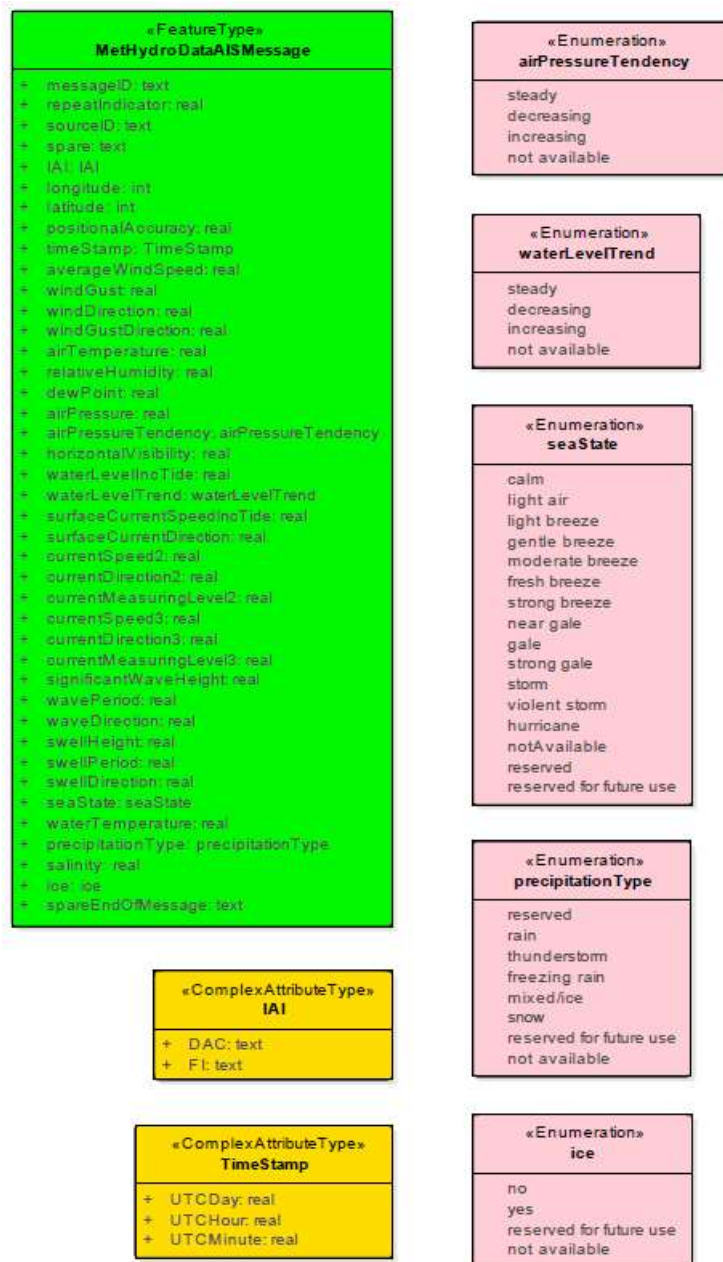 «FeatureType»
MetHydroDataAISMessage
+ messageID: text
+ repeatIndicator: real
+ sourceID: text
+ spare: text
+ IAI: IAI
+ longitude: int
+ latitude: int
+ positionalAccuracy: real
+ timeStamp: TimeStamp
+ averageWindSpeed: real
+ windGust: real
+ windDirection: real
+ windGustDirection: real
+ airTemperature: real
+ relativeHumidity: real
+ dewPoint: real
+ airPressure: real
+ airPressureTendency: airPressureTendency
+ horizontalVisibility: real
+ waterLevelIncTide: real
+ waterLevelTrend: waterLevelTrend
+ surfaceCurrentSpeedIncTide: real
+ surfaceCurrentDirection: real
+ currentSpeed2: real
+ currentDirection2: real
+ currentMeasuringLevel2: real
+ currentSpeed3: real
+ currentDirection3: real
+ currentMeasuringLevel3: real
+ significantWaveHeight: real
+ wavePeriod: real
+ waveDirection: real
+ swellHeight: real
+ swellPeriod: real
+ swellDirection: real
+ seaState: seaState
+ waterTemperature: real
+ precipitationType: precipitationType
+ salinity: real
+ ice: ice
+ spareEndOfMessage: text
«ComplexAttributeType»
IAI
+ DAC: text
+ FI: text
«ComplexAttributeType»
TimeStamp
+ UTCDay: real
+ UTCHour: real
+ UTCMinute: real
«Enumeration»
airPressureTendency
steady
decreasing
increasing
not available
«Enumeration»
waterLevelTrend
steady
decreasing
increasing
not available
«Enumeration»
seaState
calm
light air
light breeze
gentle breeze
moderate breeze
fresh breeze
strong breeze
near gale
gale
strong gale
storm
violent storm
hurricane
notAvailable
reserved
reserved for future use
«Enumeration»
precipitationType
reserved
rain
thunderstorm
freezing rain
mixed/ice
snow
reserved for future use
not available
«Enumeration»
ice
no
yes
reserved for future use
not available